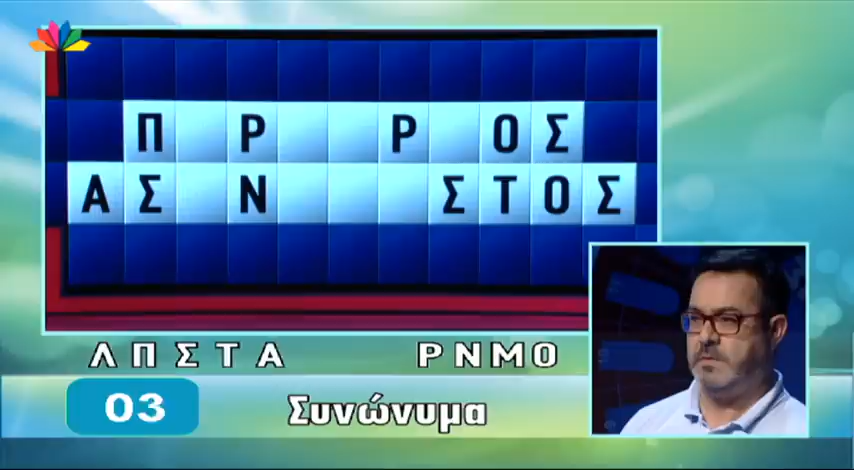 Π Ρ Ρ ΟΣ
ΑΣ Ν ΣΤΟΣ
ΛΠΣΤΑ ΡΝΜΟ
03 Συνώνυμα